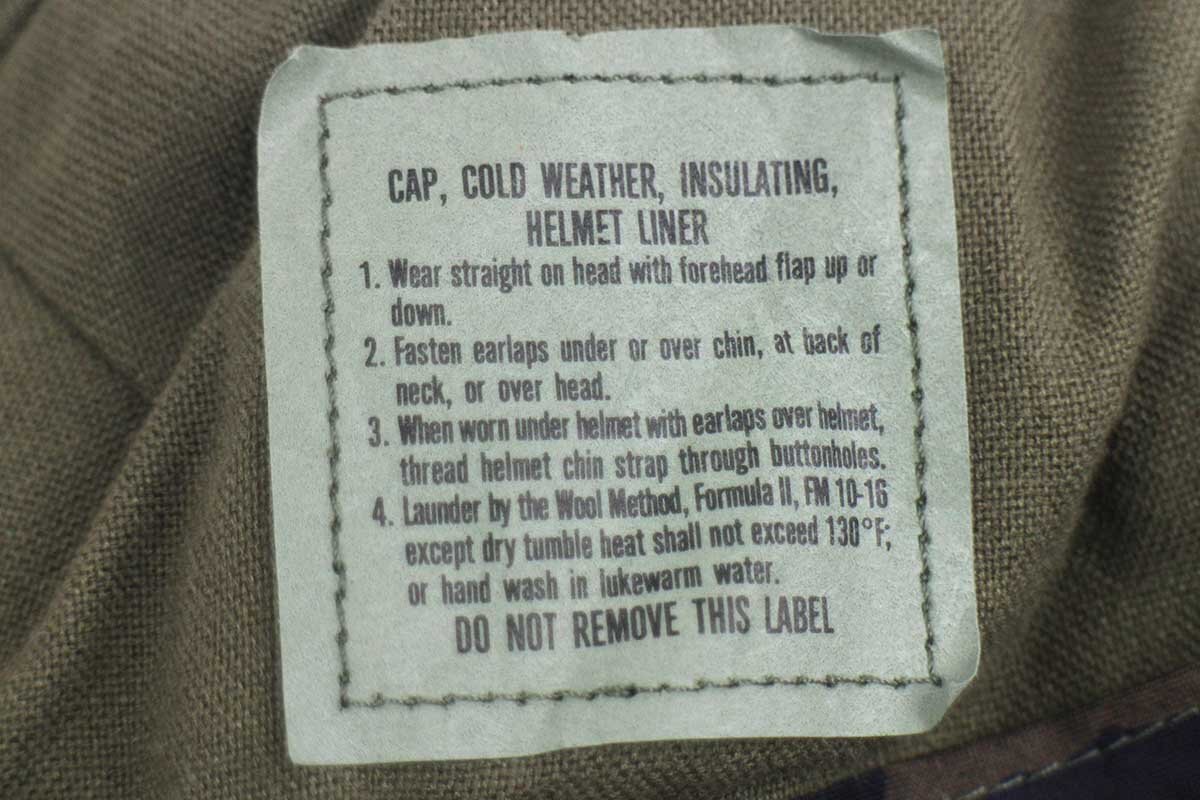 CAP, COLD WEATHER, INSULATING,
HELMET LINER
1. Wear straight on head with forehead flap up or
down.
2. Fasten earlaps under or over chin, at back of
neck, or over head.
3. When worn under helmet with earlaps over helmet,
thread helmet chin strap through buttonholes.
4. Launder by the Wool Method, Formula II, FM 10-16
except dry tumble heat shall not exceed 130°F;
or hand wash in lukewarm water.
DO NOT REMOVE THIS LABEL